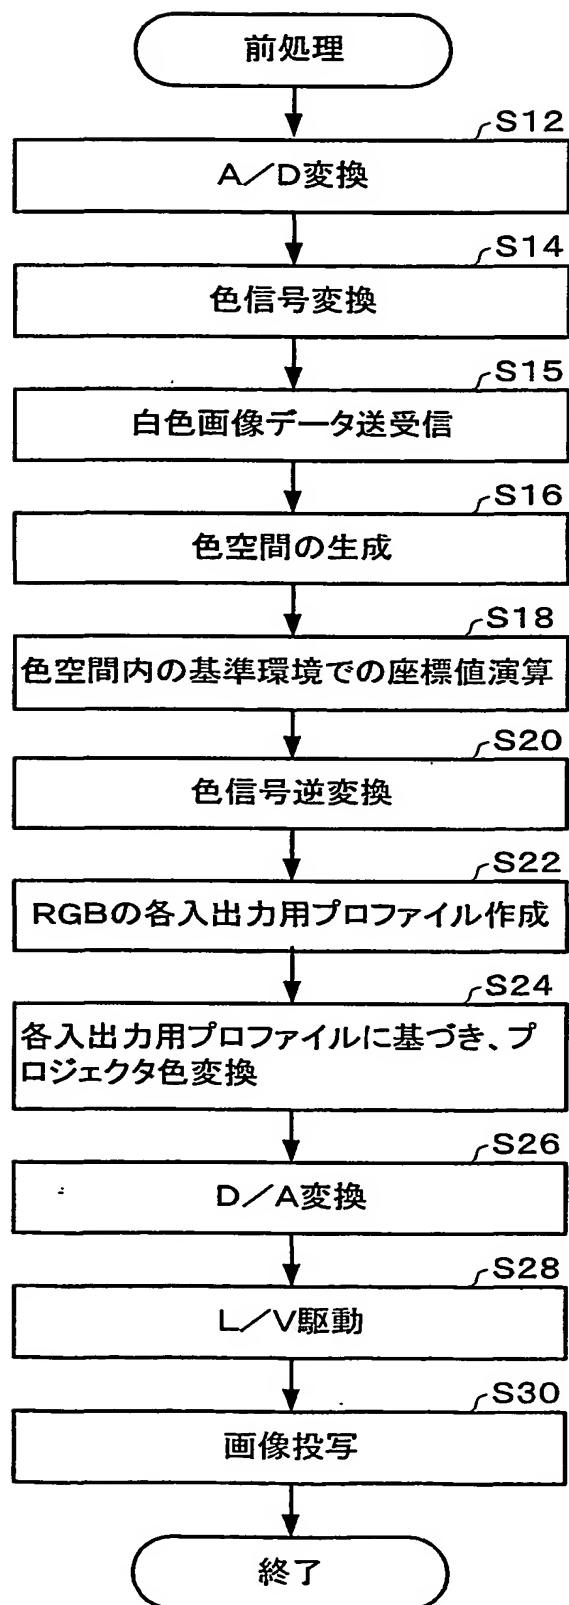 前処理
S12
A/D変換
S14
色信号変換
S15
白色画像データ送受信
S16
色空間の生成
S18
色空間内の基準環境での座標値演算
S20
色信号逆変換
S22
RGBの各入出力用プロファイル作成
S24
各入出力用プロファイルに基づき、プ
ロジェクタ色変換
S26
D/A変換
S28
L/V駆動
S30
画像投写
終了